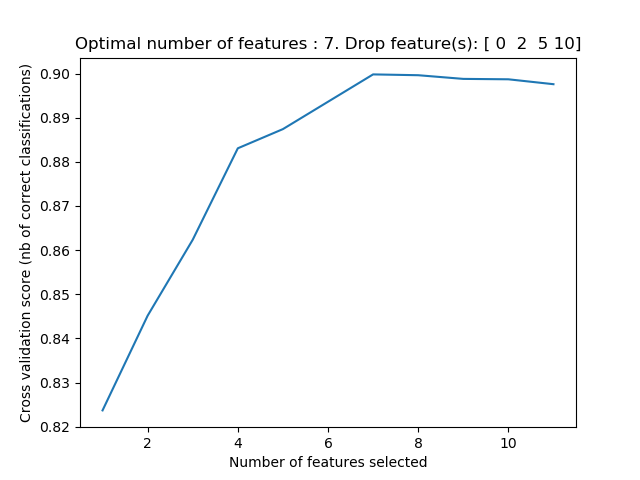 Optimal number of features : 7. Drop feature(s): [ 0  2  5 10]
Cross validation score (nb of correct classifications)
0.90
0.89
0.88
0.87
0.86
0.85
0.84
0.83
0.82
2 4 6 8 10
Number of features selected